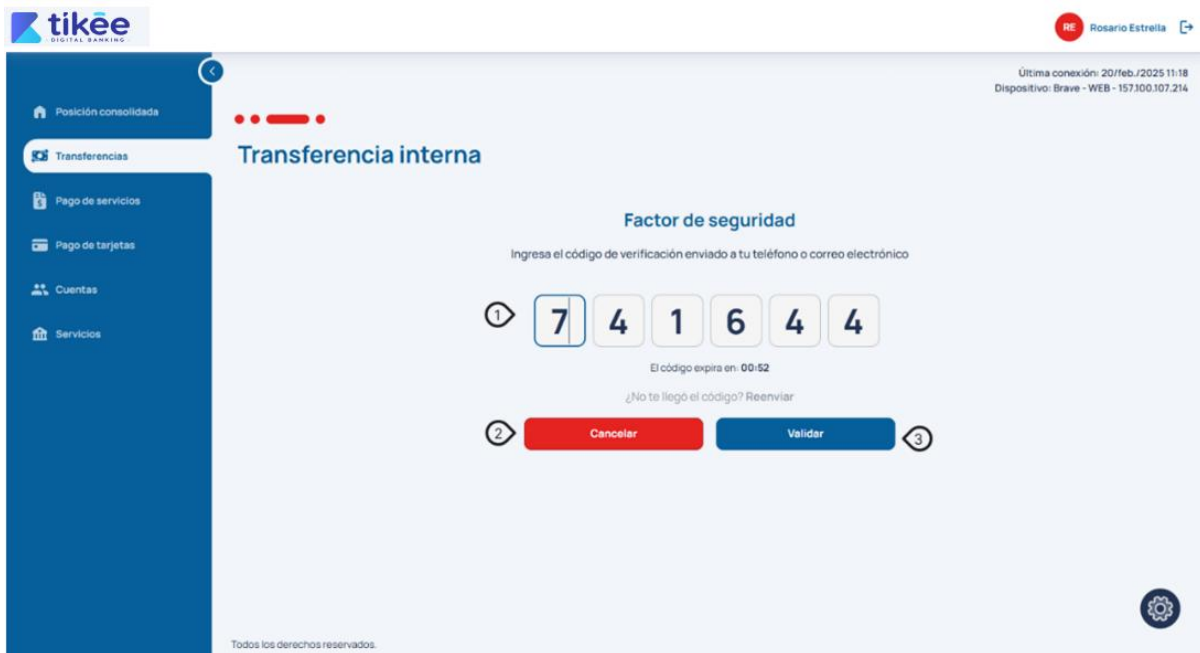 tikēe
DIGITAL BANKING
RE
Rosario Estrella
Última conexión: 20/feb./2025 11:18
Dispositivo: Brave - WEB - 157.100.107.214
Posición consolidada
Transferencias
Pago de servicios
Pago de tarjetas
Cuentas
Servicios
Transferencia interna
Factor de seguridad
Ingresa el código de verificación enviado a tu teléfono o correo electrónico
1 7 4 1 6 4 4
El código expira en: 00:52
¿No te llegó el código? Reenviar
2 Cancelar Validar 3
Todos los derechos reservados.